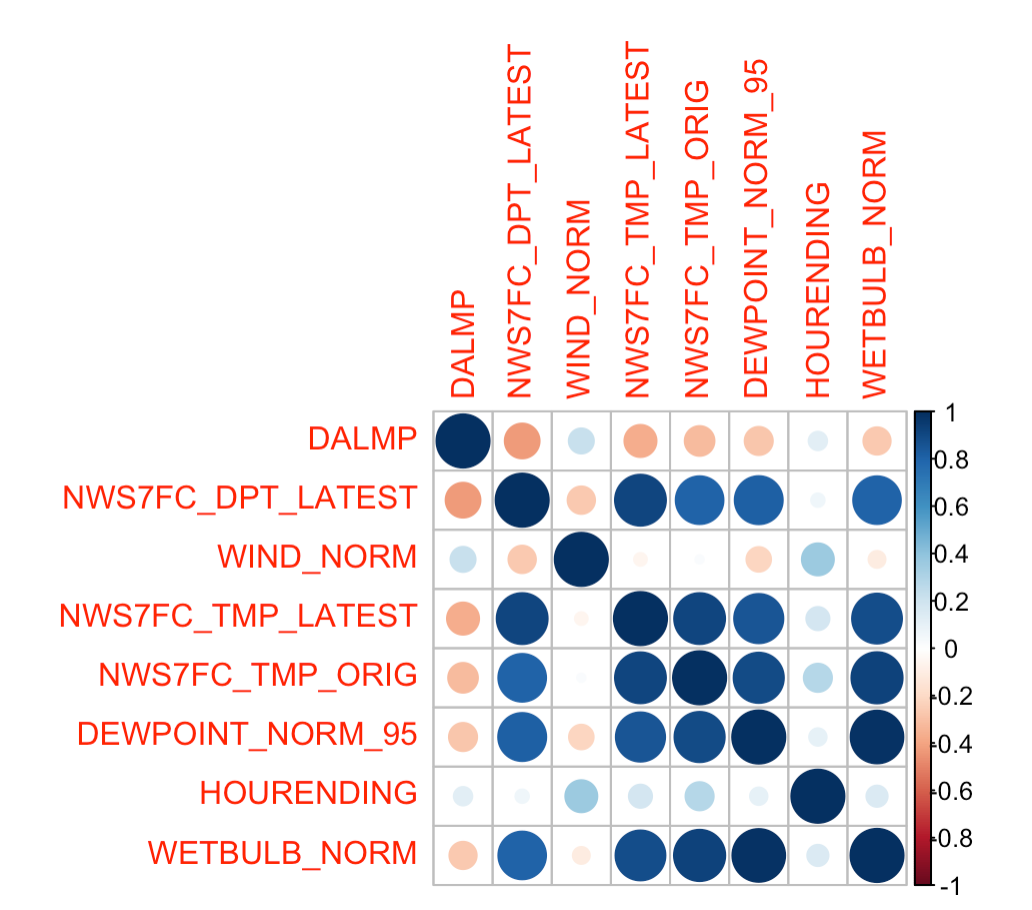 DALMP
NWS7FC_DPT_LATEST
WIND_NORM
NWS7FC_TMP_LATEST
NWS7FC_TMP_ORIG
DEWPOINT_NORM_95
HOURENDING
WETBULB_NORM
DALMP
NWS7FC_DPT_LATEST
WIND_NORM
NWS7FC_TMP_LATEST
NWS7FC_TMP_ORIG
DEWPOINT_NORM_95
HOURENDING
WETBULB_NORM
1
0.8
0.6
0.4
0.2
0
-0.2
-0.4
-0.6
-0.8
-1